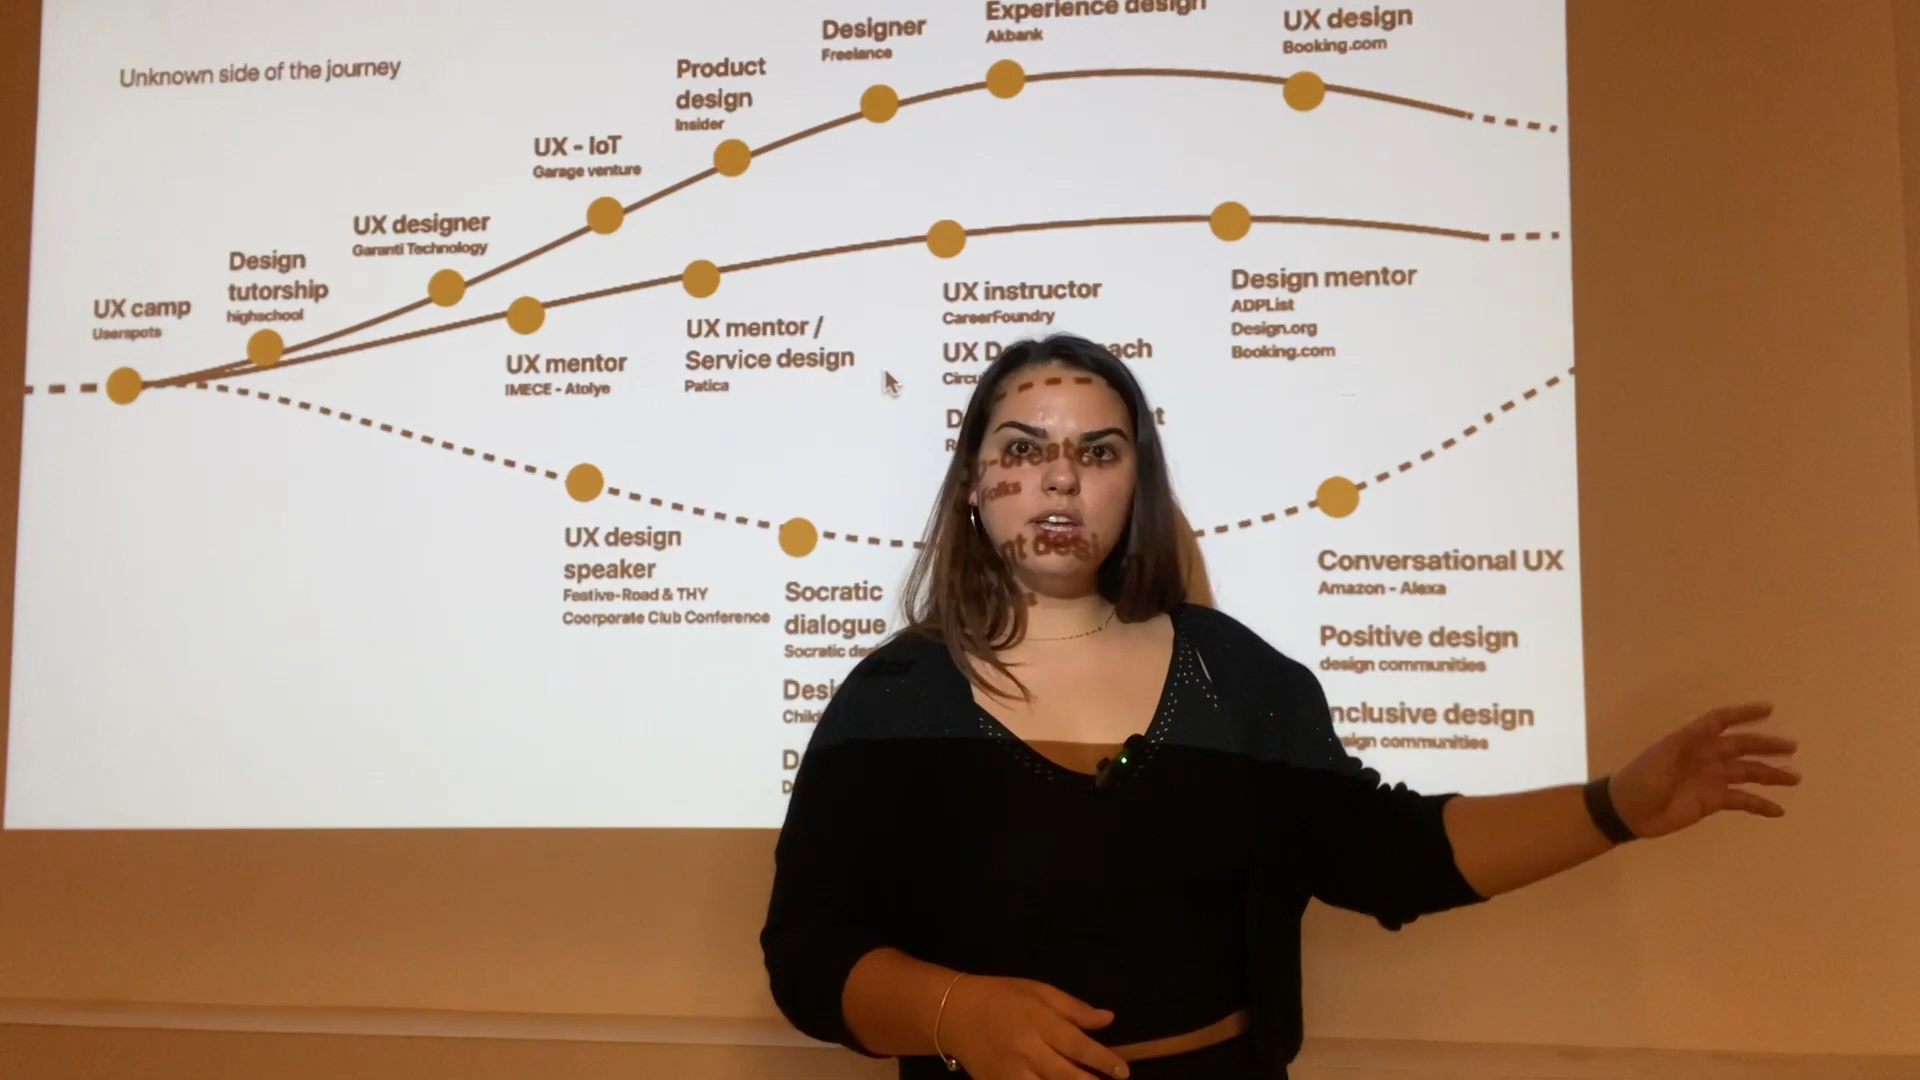 Unknown side of the journey
UX camp
Userspots
Design
tutorship
highschool
UX designer
Garanti Technology
UX - IoT
Garage venture
Product
design
Insider
Designer
Freelance
Experience design
Akbank
UX design
Booking.com
UX mentor
IMECE - Atolye
UX mentor /
Service design
Patica
UX instructor
CareerFoundry
UX
Design mentor
ADPList
Design.org
Booking.com
UX design
speaker
Festive-Road & THY
Coorporate Club Conference
Socratic
dialogue
Socratic
Conversational UX
Amazon - Alexa
Positive design
design communities
Inclusive design
design communities